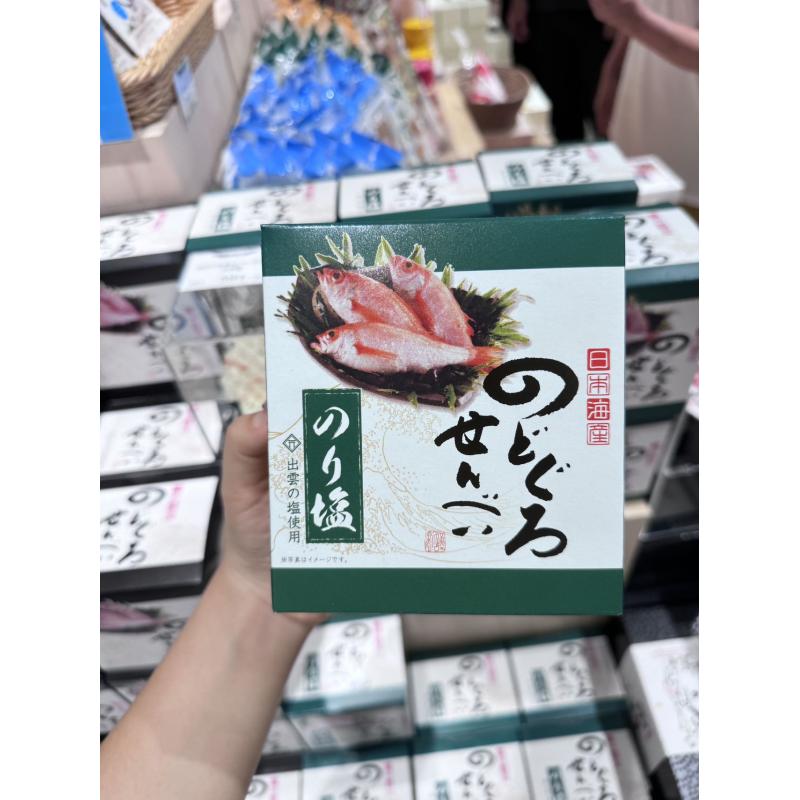 日本海産
のどぐろ
せんべい
のり塩
出雲の塩使用
※写真はイメージです。